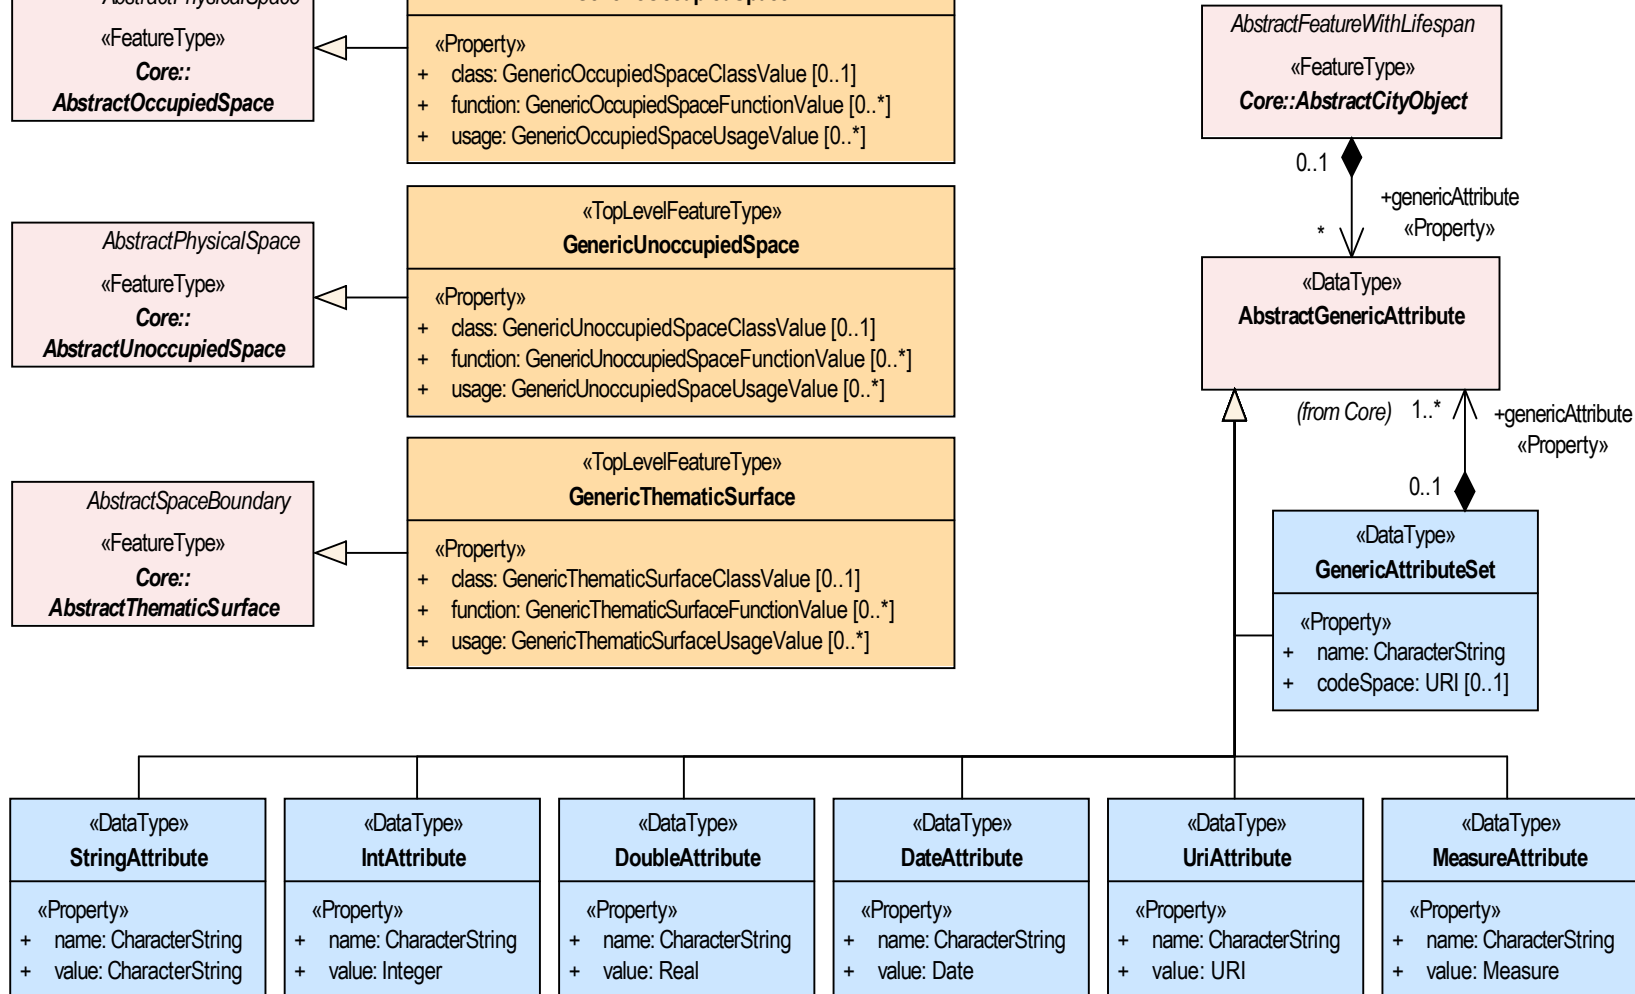 AbstractPhysicalSpace
«FeatureType»
Core::
AbstractOccupiedSpace
GenericOccupiedSpace
«Property»
+ class: GenericOccupiedSpaceClassValue [0..1]
+ function: GenericOccupiedSpaceFunctionValue [0..*]
+ usage: GenericOccupiedSpaceUsageValue [0..*]
AbstractFeatureWithLifespan
«FeatureType»
Core::AbstractCityObject
0..1
+genericAttribute
«Property»
*
AbstractPhysicalSpace
«FeatureType»
Core::
AbstractUnoccupiedSpace
«TopLevelFeatureType»
GenericUnoccupiedSpace
«Property»
+ class: GenericUnoccupiedSpaceClassValue [0..1]
+ function: GenericUnoccupiedSpaceFunctionValue [0..*]
+ usage: GenericUnoccupiedSpaceUsageValue [0..*]
«DataType»
AbstractGenericAttribute
(from Core)
1..*
+genericAttribute
«Property»
0..1
AbstractSpaceBoundary
«FeatureType»
Core::
AbstractThematicSurface
«TopLevelFeatureType»
GenericThematicSurface
«Property»
+ class: GenericThematicSurfaceClassValue [0..1]
+ function: GenericThematicSurfaceFunctionValue [0..*]
+ usage: GenericThematicSurfaceUsageValue [0..*]
«DataType»
GenericAttributeSet
«Property»
+ name: CharacterString
+ codeSpace: URI [0..1]
«DataType»
StringAttribute
«Property»
+ name: CharacterString
+ value: CharacterString
«DataType»
IntAttribute
«Property»
+ name: CharacterString
+ value: Integer
«DataType»
DoubleAttribute
«Property»
+ name: CharacterString
+ value: Real
«DataType»
DateAttribute
«Property»
+ name: CharacterString
+ value: Date
«DataType»
UriAttribute
«Property»
+ name: CharacterString
+ value: URI
«DataType»
MeasureAttribute
«Property»
+ name: CharacterString
+ value: Measure